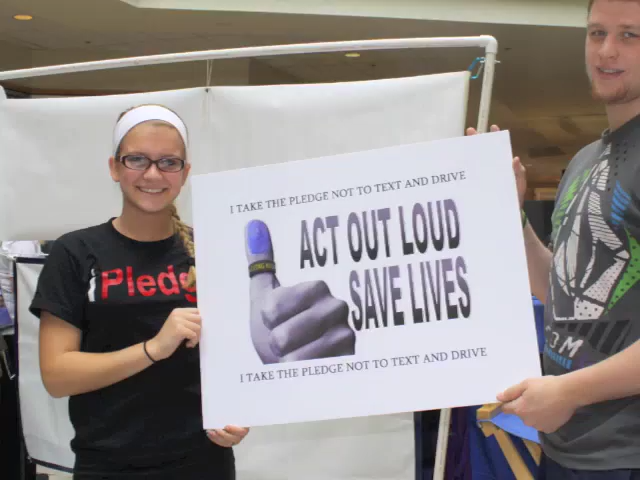 I TAKE THE PLEDGE NOT TO TEXT AND DRIVE
ACT OUT LOUD
SAVE LIVES
I TAKE THE PLEDGE NOT TO TEXT AND DRIVE
I Pledg